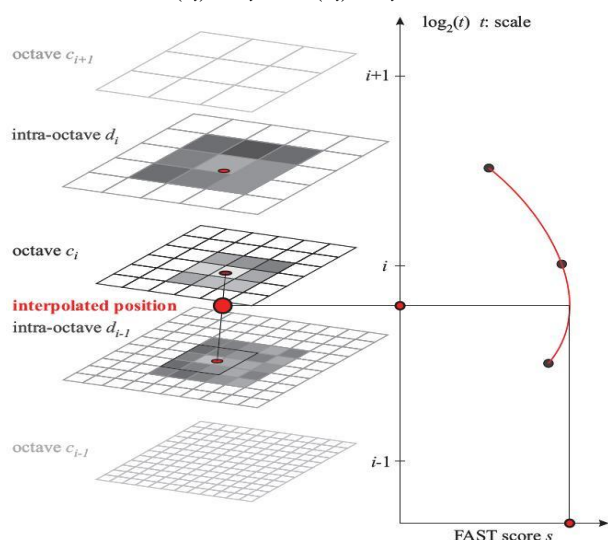 log₂(t) t: scale
octave cᵢ₊₁
i+1
intra-octave dᵢ
octave cᵢ
i
interpolated position
intra-octave dᵢ₋₁
octave cᵢ₋₁
i-1
FAST score s